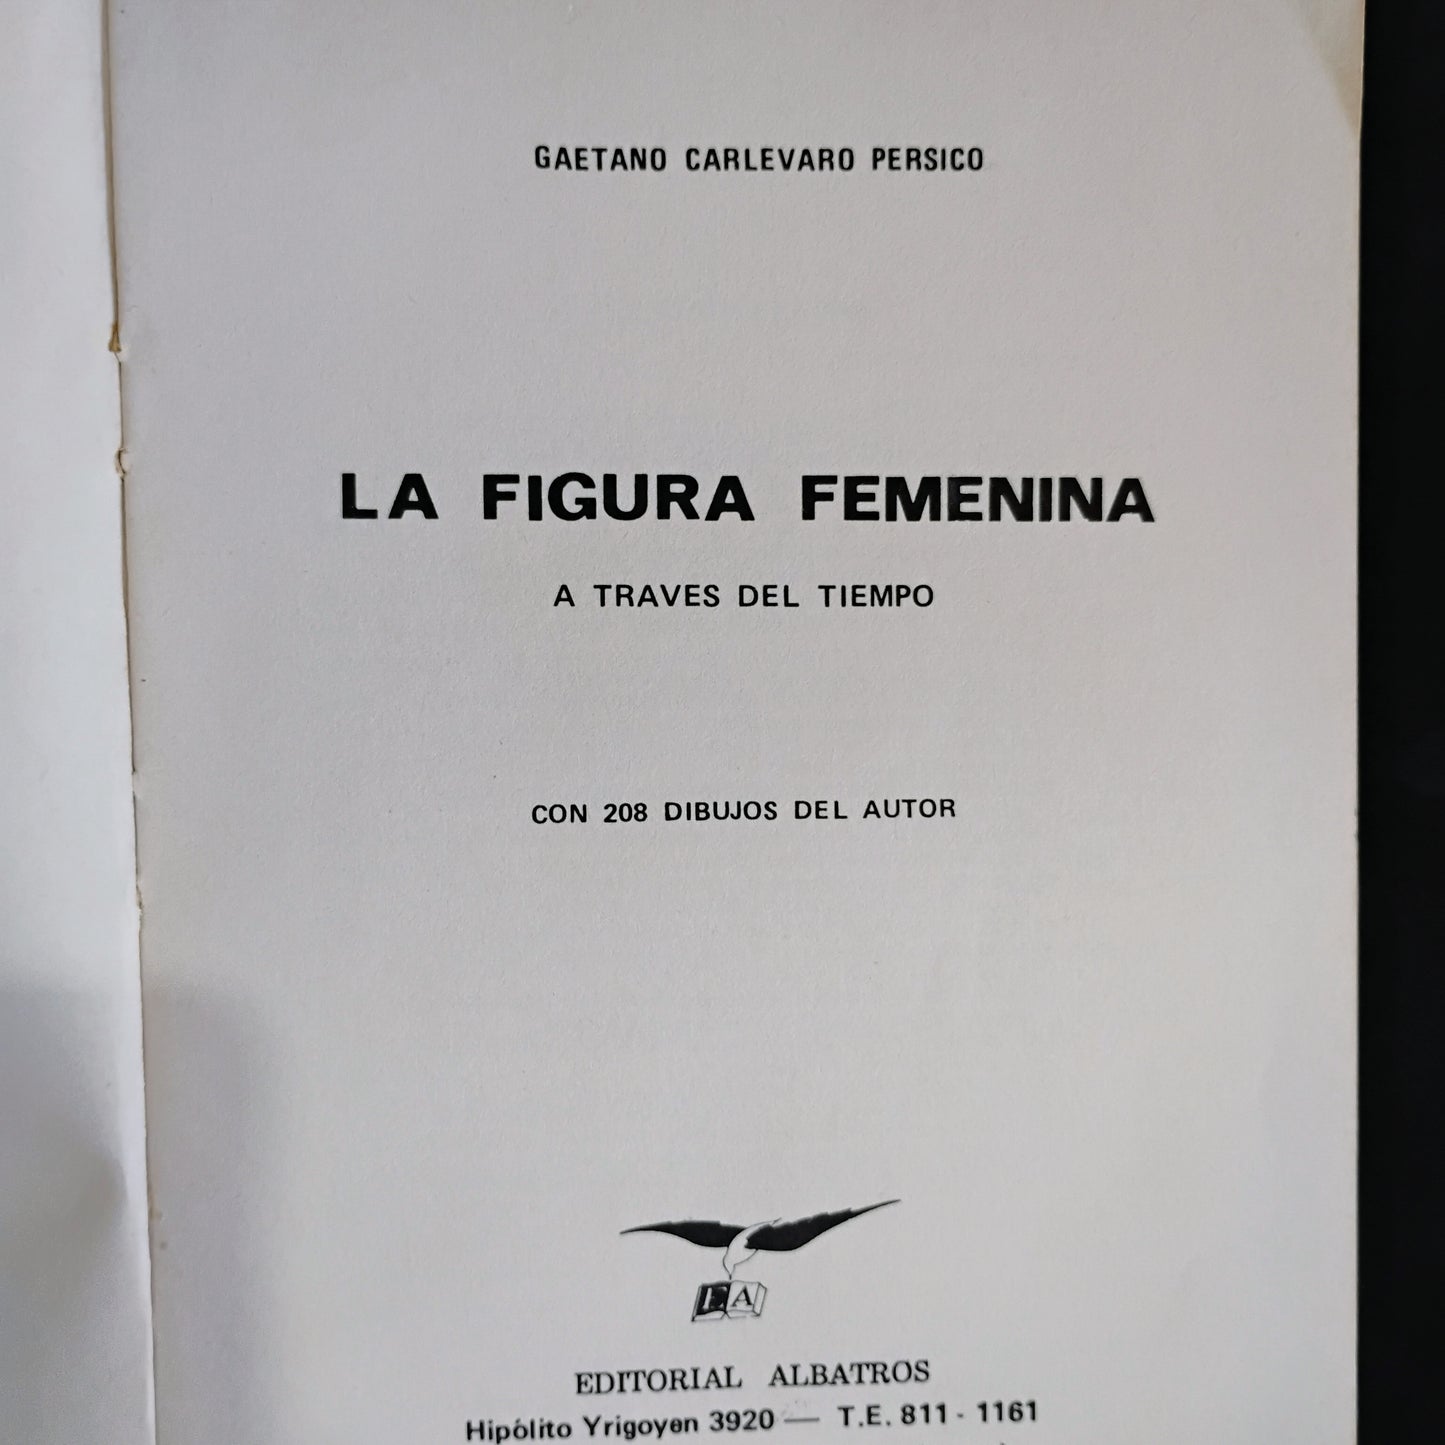 GAETANO CARLEVARO PERSICO
LA FIGURA FEMENINA
A TRAVES DEL TIEMPO
CON 208 DIBUJOS DEL AUTOR
EA
EDITORIAL ALBATROS
Hipólito Yrigoyen 3920 — T.E. 811 - 1161